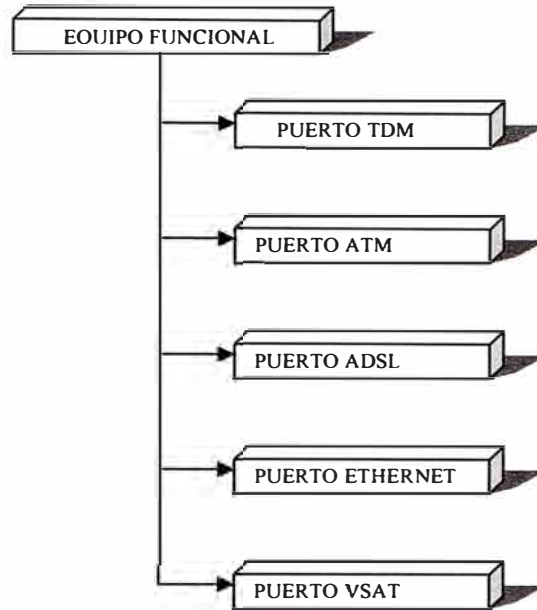 EOUIPO FUNCIONAL
PUERTO TDM
PUERTO ATM
PUERTO ADSL
PUERTO ETHERNET
PUERTO VSAT